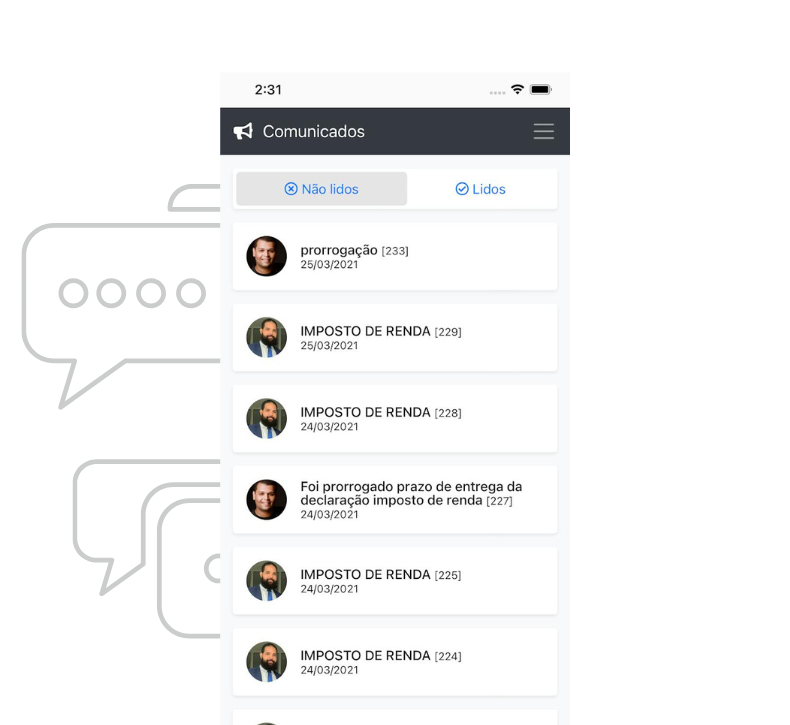 2:31
Comunicados
Não lidos
Lidos
prorrogação [233]
25/03/2021
IMPOSTO DE RENDA [229]
25/03/2021
IMPOSTO DE RENDA [228]
24/03/2021
Foi prorrogado prazo de entrega da
declaração imposto de renda [227]
24/03/2021
IMPOSTO DE RENDA [225]
24/03/2021
IMPOSTO DE RENDA [224]
24/03/2021